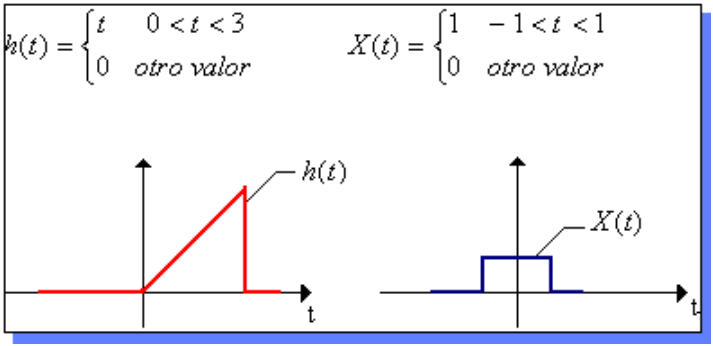 h(t) = { t   0 < t < 3
0   otro valor
X(t) = { 1   − 1 < t < 1
0   otro valor
h(t)
t
X(t)
t